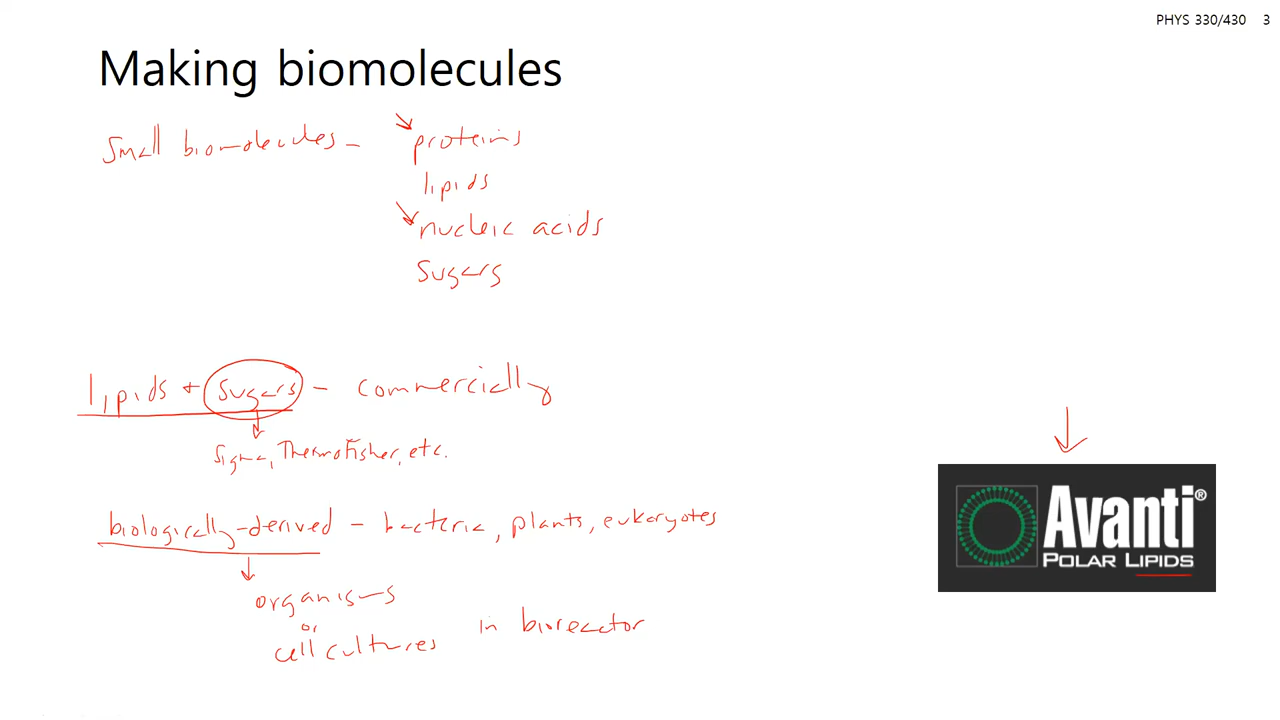 PHYS 330/430 3
Making biomolecules
Small biomolecules - proteins
lipids
nucleic acids
sugars
lipids + sugars - commercially
Sigma, ThermoFisher, etc.
biologically-derived - bacteria, plants, eukaryotes
organisms
or
cell cultures in bioreactor
Avanti®
POLAR LIPIDS